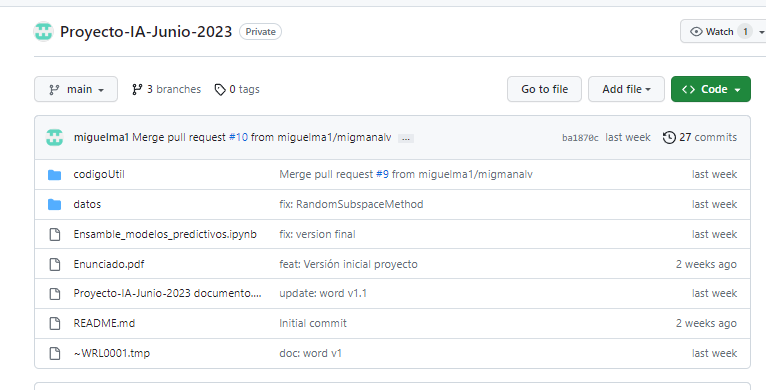 Proyecto-IA-Junio-2023 Private Watch 1
main 3 branches 0 tags Go to file Add file Code
miguelma1 Merge pull request #10 from miguelma1/migmanalv ... ba1870c last week 27 commits
codigoUtil Merge pull request #9 from miguelma1/migmanalv last week
datos fix: RandomSubspaceMethod last week
Ensamble_modelos_predictivos.ipynb fix: version final last week
Enunciado.pdf feat: Versión inicial proyecto 2 weeks ago
Proyecto-IA-Junio-2023 documento.... update: word v1.1 last week
README.md Initial commit 2 weeks ago
~WRL0001.tmp doc: word v1 last week